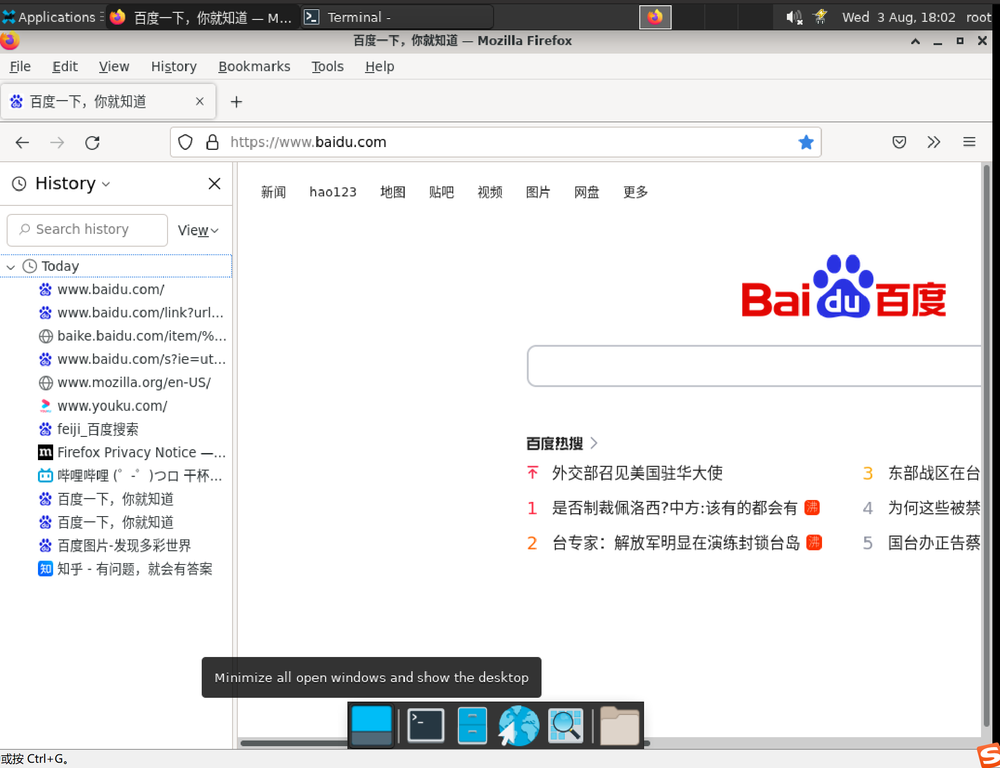 Applications 百度一下，你就知道 — M... Terminal - Wed 3 Aug, 18:02 root
百度一下，你就知道 — Mozilla Firefox
File Edit View History Bookmarks Tools Help
百度一下，你就知道
https://www.baidu.com
History
Search history View
Today
www.baidu.com/
www.baidu.com/link?url...
baike.baidu.com/item/%...
www.baidu.com/s?ie=ut...
www.mozilla.org/en-US/
www.youku.com/
feiji_百度搜索
Firefox Privacy Notice —...
哔哩哔哩 (゜-゜)つロ 干杯...
百度一下，你就知道
百度一下，你就知道
百度图片-发现多彩世界
知乎 - 有问题，就会有答案
新闻 hao123 地图 贴吧 视频 图片 网盘 更多
Bai du 百度
百度热搜
外交部召见美国驻华大使
1 是否制裁佩洛西?中方:该有的都会有 沸
2 台专家：解放军明显在演练封锁台岛 沸
3 东部战区在台
4 为何这些被禁
5 国台办正告蔡
Minimize all open windows and show the desktop
或按 Ctrl+G。